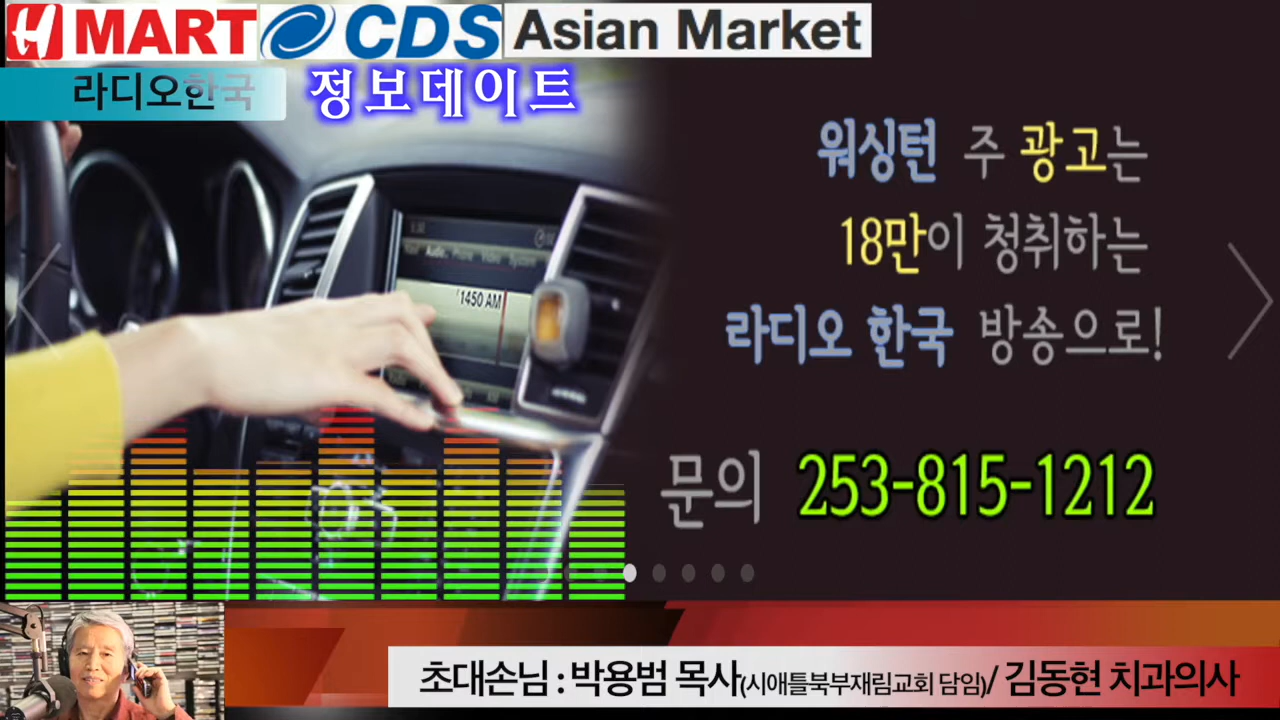 H MART CDS Asian Market
라디오한국 정보데이트
워싱턴 주 광고는
18만이 청취하는
라디오 한국 방송으로!
1450 AM
문의 253-815-1212
초대손님 : 박용범 목사(시애틀북부재림교회 담임)/ 김동현 치과의사